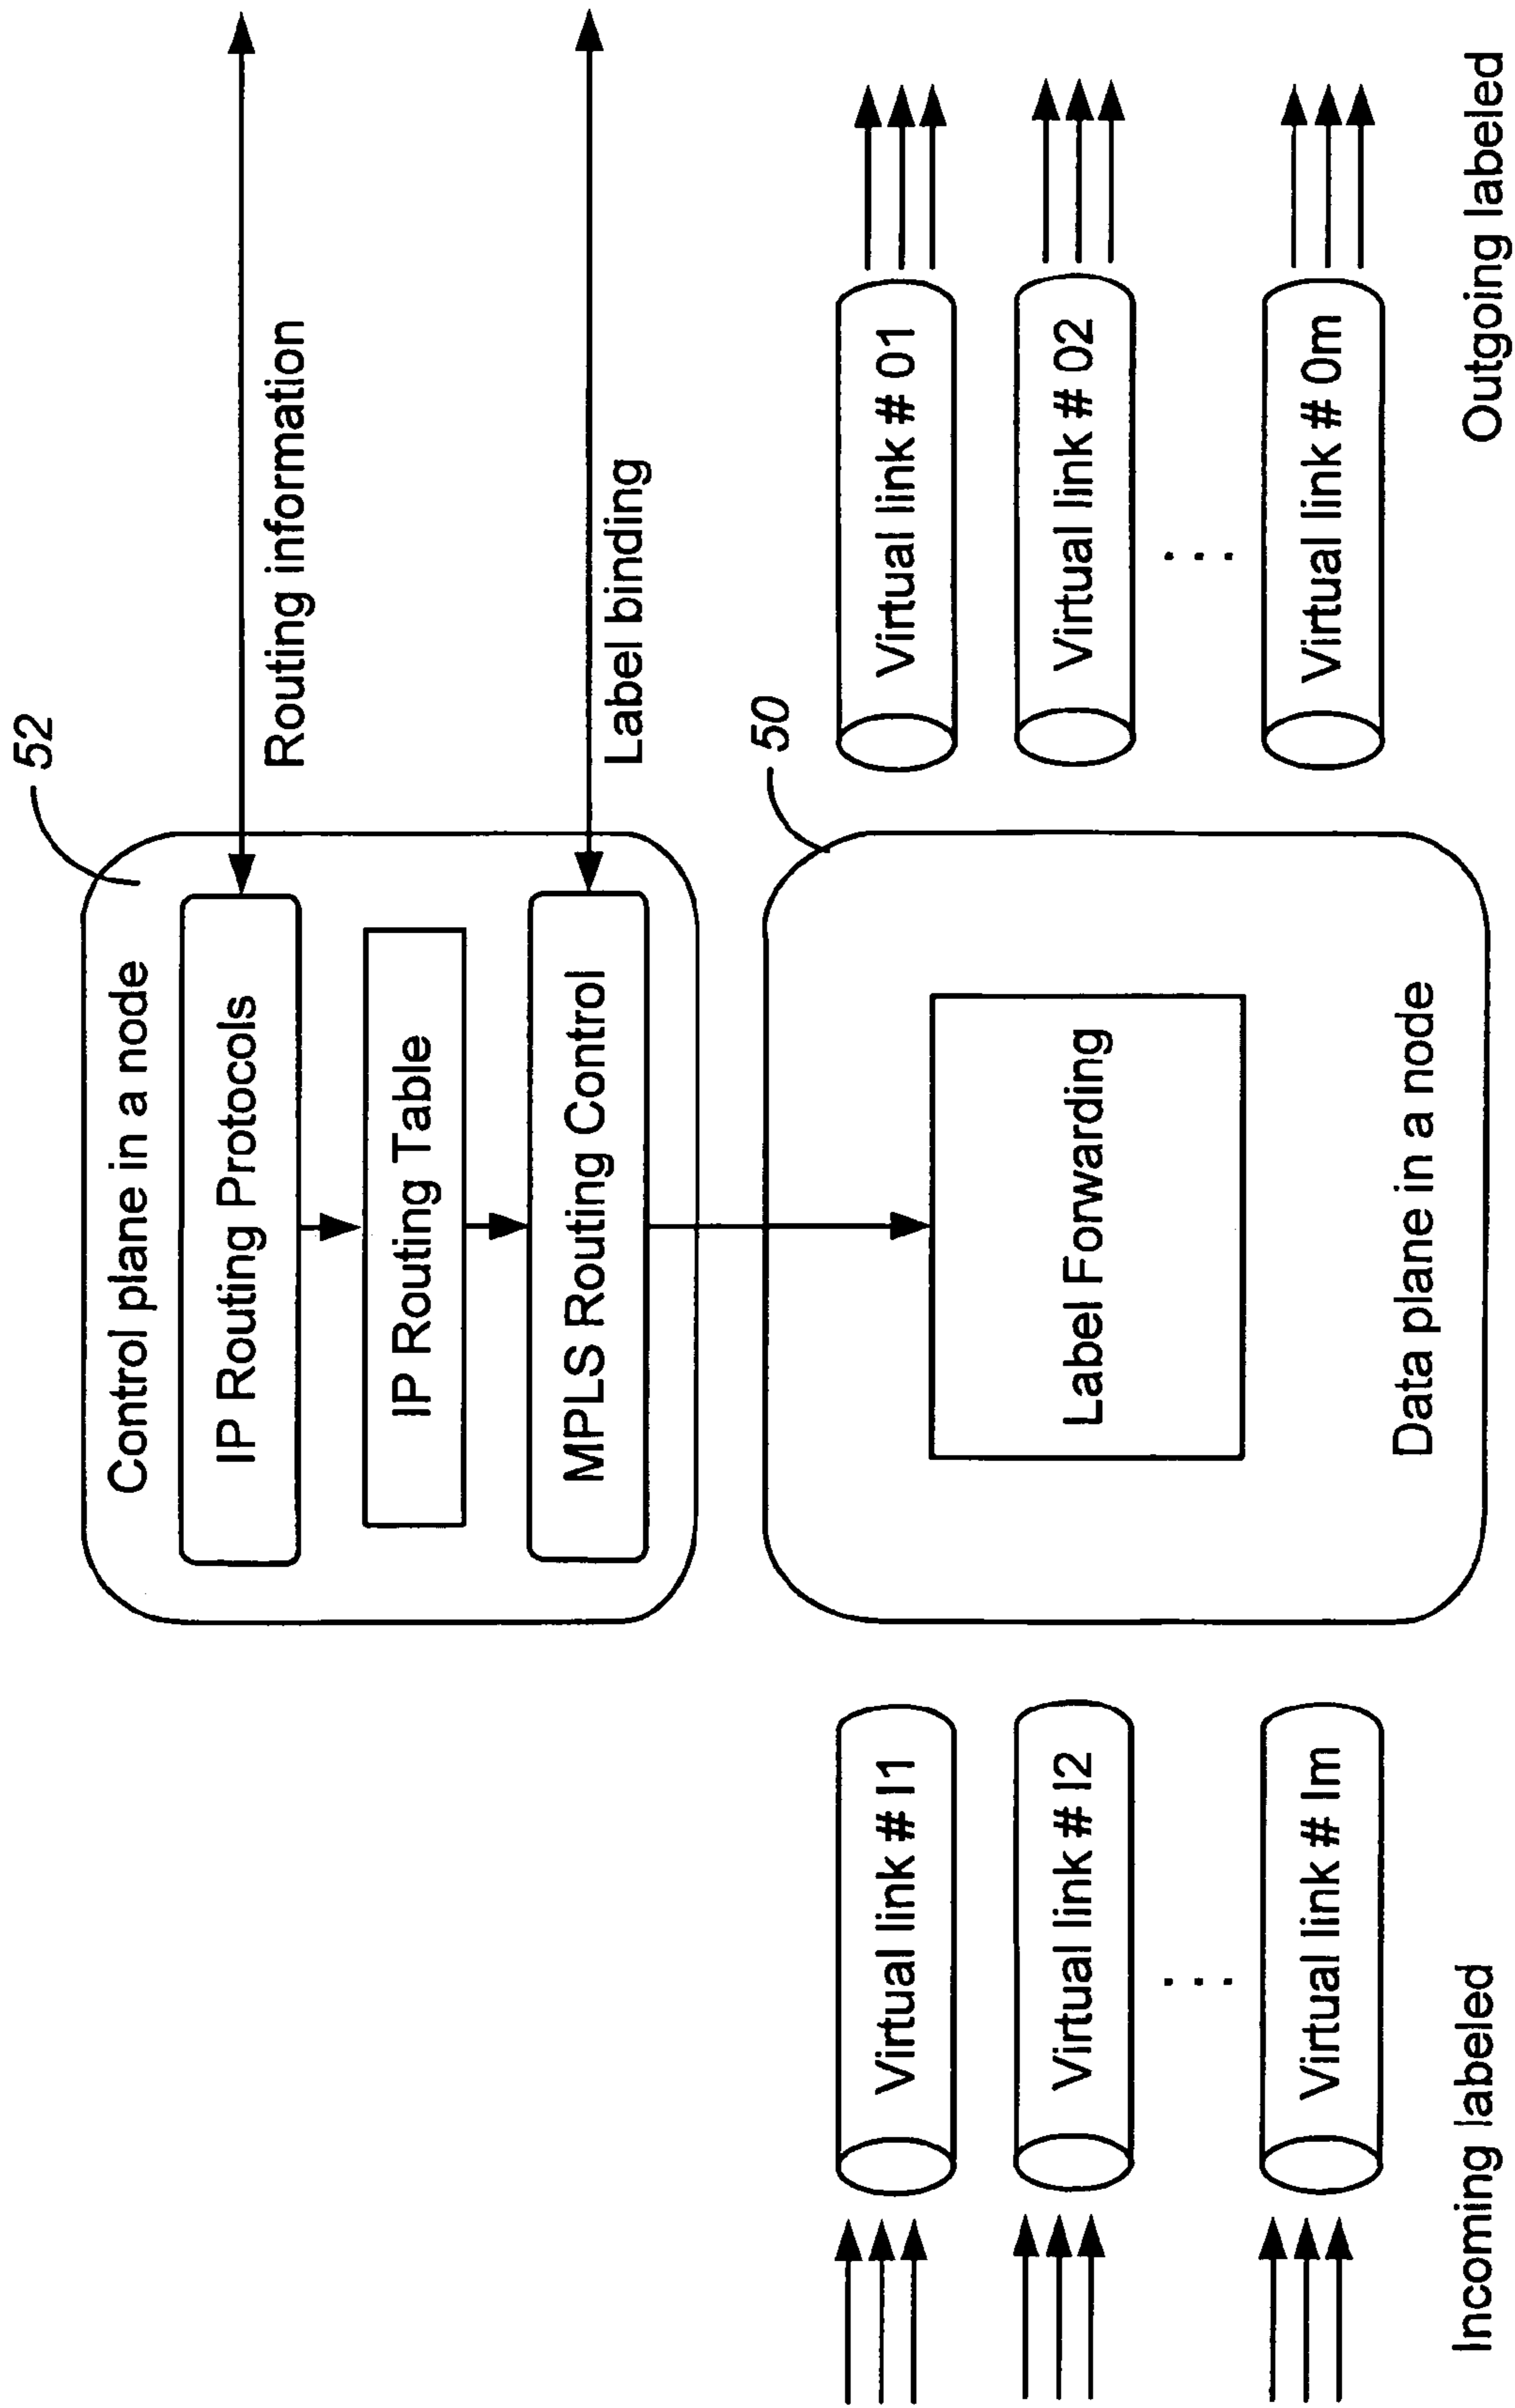 52
Control plane in a node
IP Routing Protocols
Routing information
IP Routing Table
MPLS Routing Control
Label binding
50
Virtual link # I1
Virtual link # 01
Virtual link # I2
Label Forwarding
Virtual link # 02
...
...
Virtual link # Im
Virtual link # 0m
Data plane in a node
Incoming labeled
Outgoing labeled